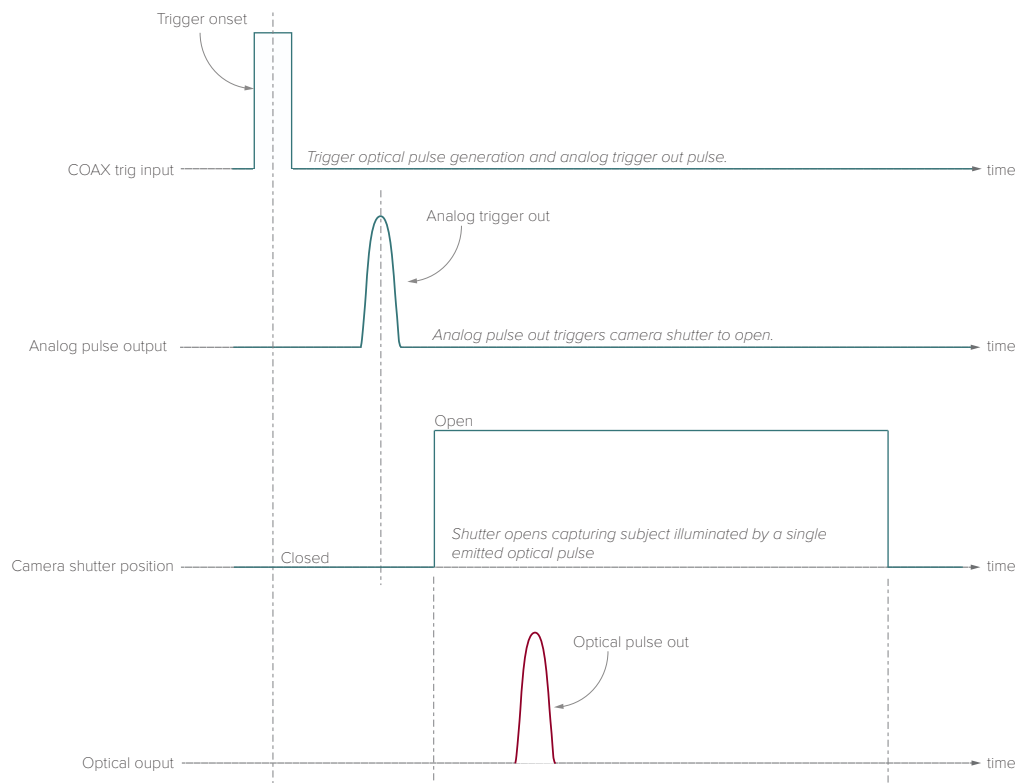 Trigger onset
Trigger optical pulse generation and analog trigger out pulse.
COAX trig input
time
Analog trigger out
Analog pulse out triggers camera shutter to open.
Analog pulse output
time
Open
Shutter opens capturing subject illuminated by a single
emitted optical pulse
Closed
Camera shutter position
time
Optical pulse out
Optical ouput
time